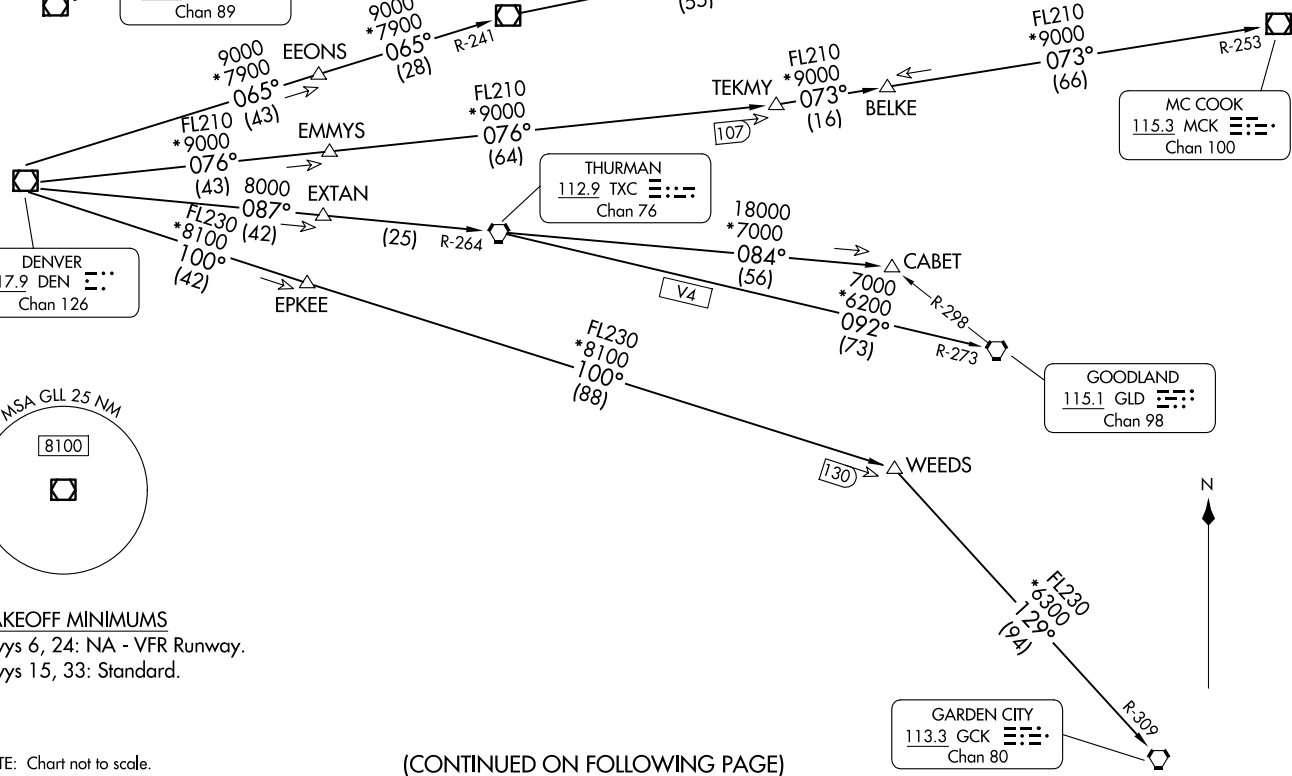 Chan 89
9000
*7900
065°
(28)
R-241
(55)
FL210
*9000
073°
(66)
R-253
9000
*7900
065°
(43)
EEONS
FL210
*9000
076°
(64)
TEKMY
107
FL210
*9000
073°
(16)
BELKE
MC COOK
115.3 MCK
Chan 100
FL210
*9000
076°
(43)
EMMYS
THURMAN
112.9 TXC
Chan 76
8000
087°
(42)
EXTAN
(25)
R-264
18000
*7000
084°
(56)
CABET
FL230
*8100
100°
(42)
EPKEE
DENVER
17.9 DEN
Chan 126
V4
7000
*6200
092°
(73)
R-298
R-273
GOODLAND
115.1 GLD
Chan 98
FL230
*8100
100°
(88)
MSA GLL 25 NM
8100
130
WEEDS
N
FL230
*6300
129°
(94)
R-309
AKEOFF MINIMUMS
ys 6, 24: NA - VFR Runway.
ys 15, 33: Standard.
GARDEN CITY
113.3 GCK
Chan 80
TE: Chart not to scale.
(CONTINUED ON FOLLOWING PAGE)